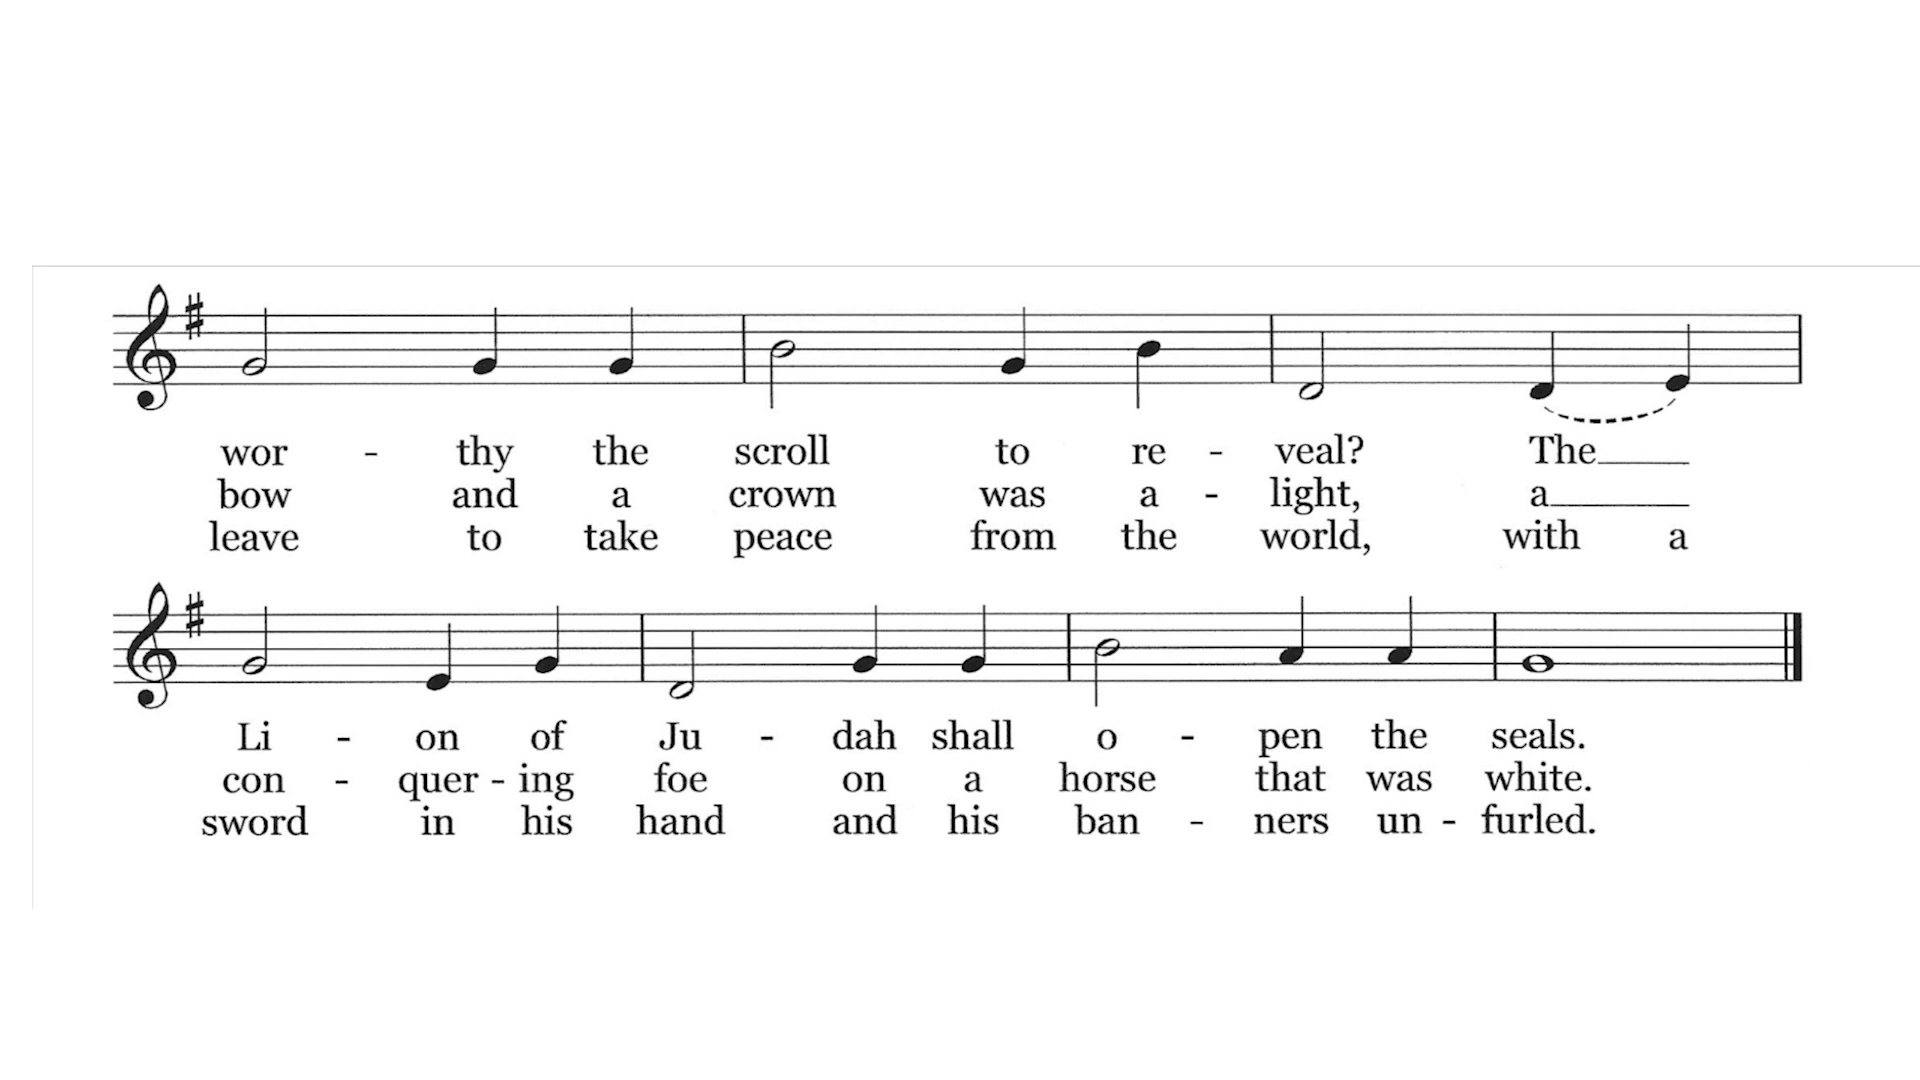 wor - thy the scroll to re - veal? The
bow and a crown was a - light, a
leave to take peace from the world, with a
Li - on of Ju - dah shall o - pen the seals.
con - quer - ing foe on a horse that was white.
sword in his hand and his ban - ners un - furled.